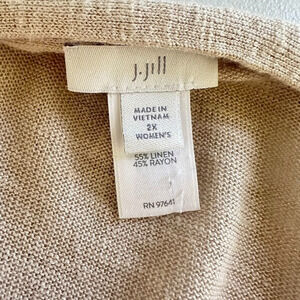 J.Jill
MADE IN
VIETNAM
2X
WOMEN'S
55% LINEN
45% RAYON
RN 97641